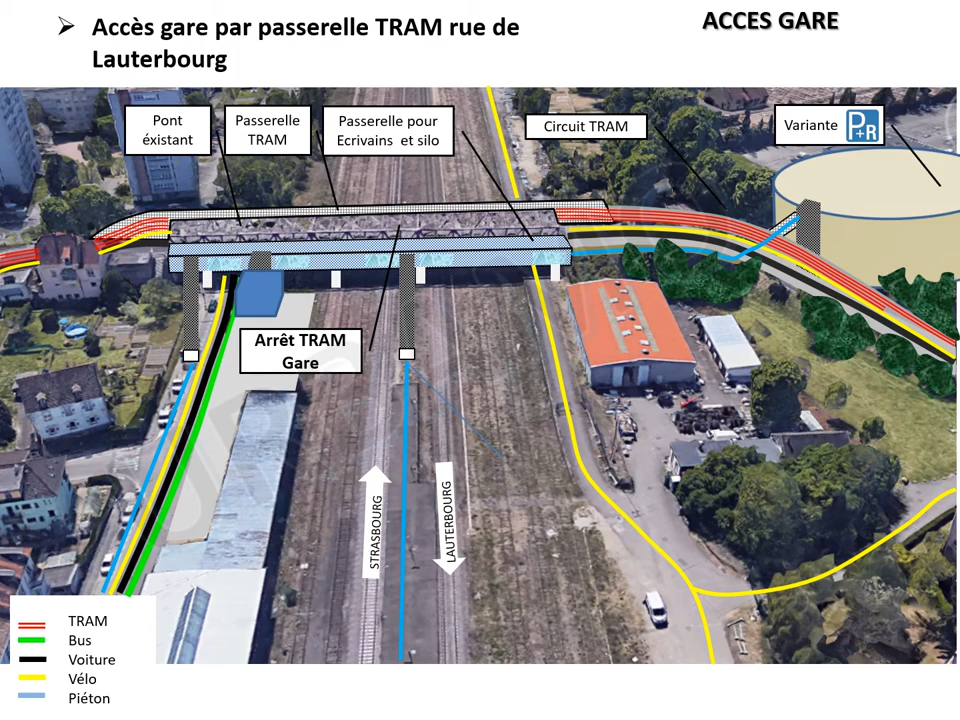 ➢ Accès gare par passerelle TRAM rue de
Lauterbourg
ACCES GARE
Pont
éxistant
Passerelle
TRAM
Passerelle pour
Ecrivains et silo
Circuit TRAM
Variante P+R
Arrêt TRAM
Gare
STRASBOURG
LAUTERBOURG
TRAM
Bus
Voiture
Vélo
Piéton